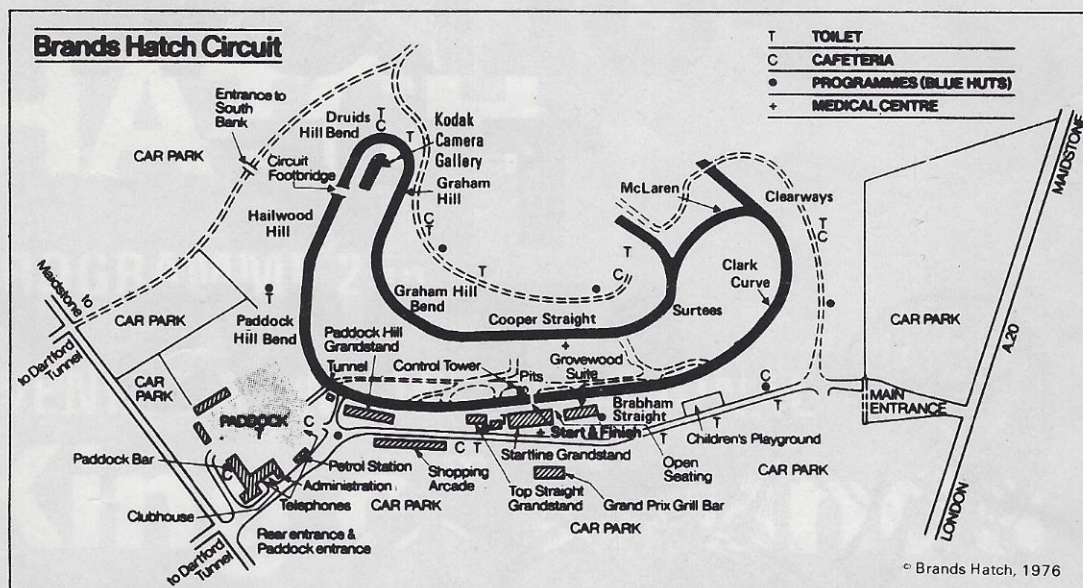 Brands Hatch Circuit
T TOILET
C CAFETERIA
● PROGRAMMES (BLUE HUTS)
+ MEDICAL CENTRE
Entrance to
South
Bank
CAR PARK
Druids
Hill Bend
T
C
T
Kodak
Camera
Gallery
Circuit
Footbridge
Graham
Hill
Hailwood
Hill
C
T
McLaren
Clearways
T
C
MAIDSTONE
T
T
C
Clark
Curve
Graham Hill
Bend
Surtees
Cooper Straight
Maidstone
to
CAR PARK
T
Paddock
Hill Bend
Paddock Hill
Grandstand
Tunnel
Control Tower
+
Grovewood
Suite
Pits
CAR PARK
A.20
to Dartford
Tunnel
CAR
PARK
PADDOCK
T
C
T
Brabham
Straight
+ Start & Finish
C
T
T
MAIN
ENTRANCE
Children's Playground
Startline Grandstand
Open
Seating
Paddock Bar
C
Petrol Station
Administration
Telephones
Clubhouse
C
T
Shopping
Arcade
CAR PARK
Top Straight
Grandstand
Grand Prix Grill Bar
CAR PARK
CAR PARK
Rear entrance &
Paddock entrance
to Dartford
Tunnel
LONDON
© Brands Hatch, 1976